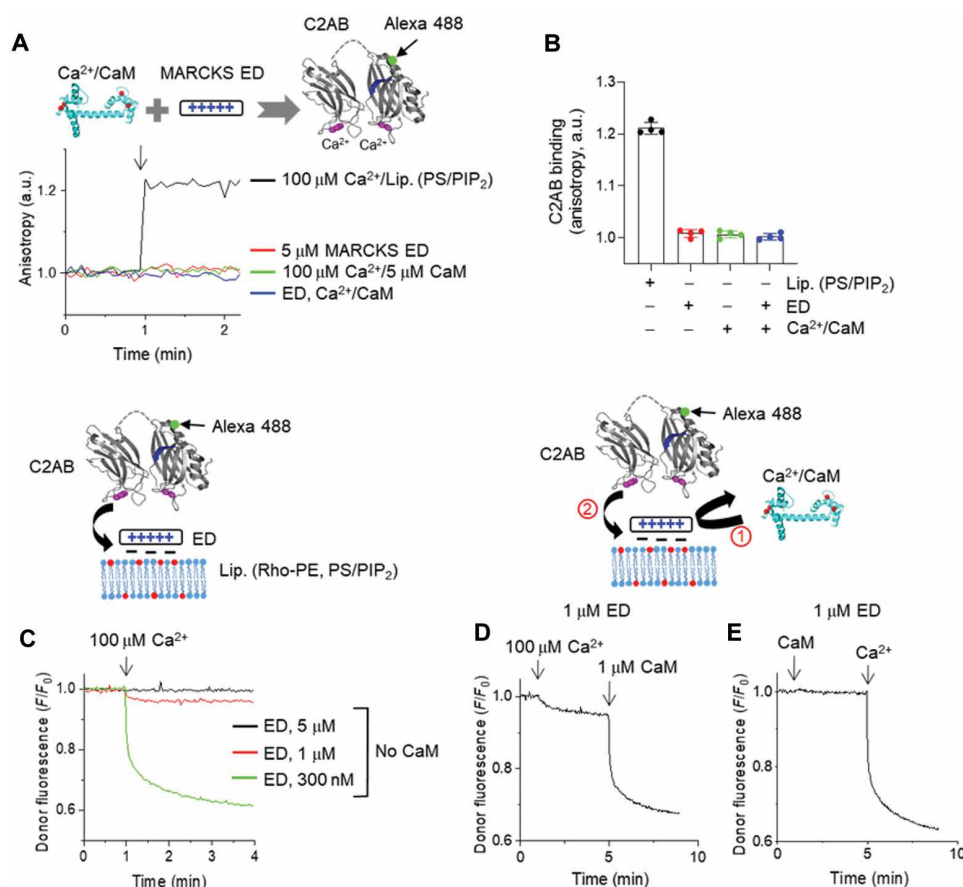 A
Ca²⁺/CaM
MARCKS ED
C2AB
Alexa 488
+++++
Ca²⁺ Ca²⁺
Anisotropy (a.u.)
1.2
1.0
0 1 2
Time (min)
100 μM Ca²⁺/Lip. (PS/PIP₂)
5 μM MARCKS ED
100 μM Ca²⁺/5 μM CaM
ED, Ca²⁺/CaM
B
C2AB binding
(anisotropy, a.u.)
1.3
1.2
1.1
1.0
+ – – – Lip. (PS/PIP₂)
– + – + ED
– – + + Ca²⁺/CaM
Alexa 488
C2AB
+++++
ED
Lip. (Rho-PE, PS/PIP₂)
Alexa 488
C2AB
Ca²⁺/CaM
2
+++++
1
C
100 μM Ca²⁺
Donor fluorescence (F/F₀)
1.0
0.8
0.6
0 1 2 3 4
Time (min)
ED, 5 μM
ED, 1 μM
ED, 300 nM
No CaM
D
1 μM ED
100 μM Ca²⁺
1 μM CaM
Donor fluorescence (F/F₀)
1.0
0.8
0.6
0 5 10
Time (min)
E
1 μM ED
CaM
Ca²⁺
Donor fluorescence (F/F₀)
1.0
0.8
0.6
0 5 10
Time (min)